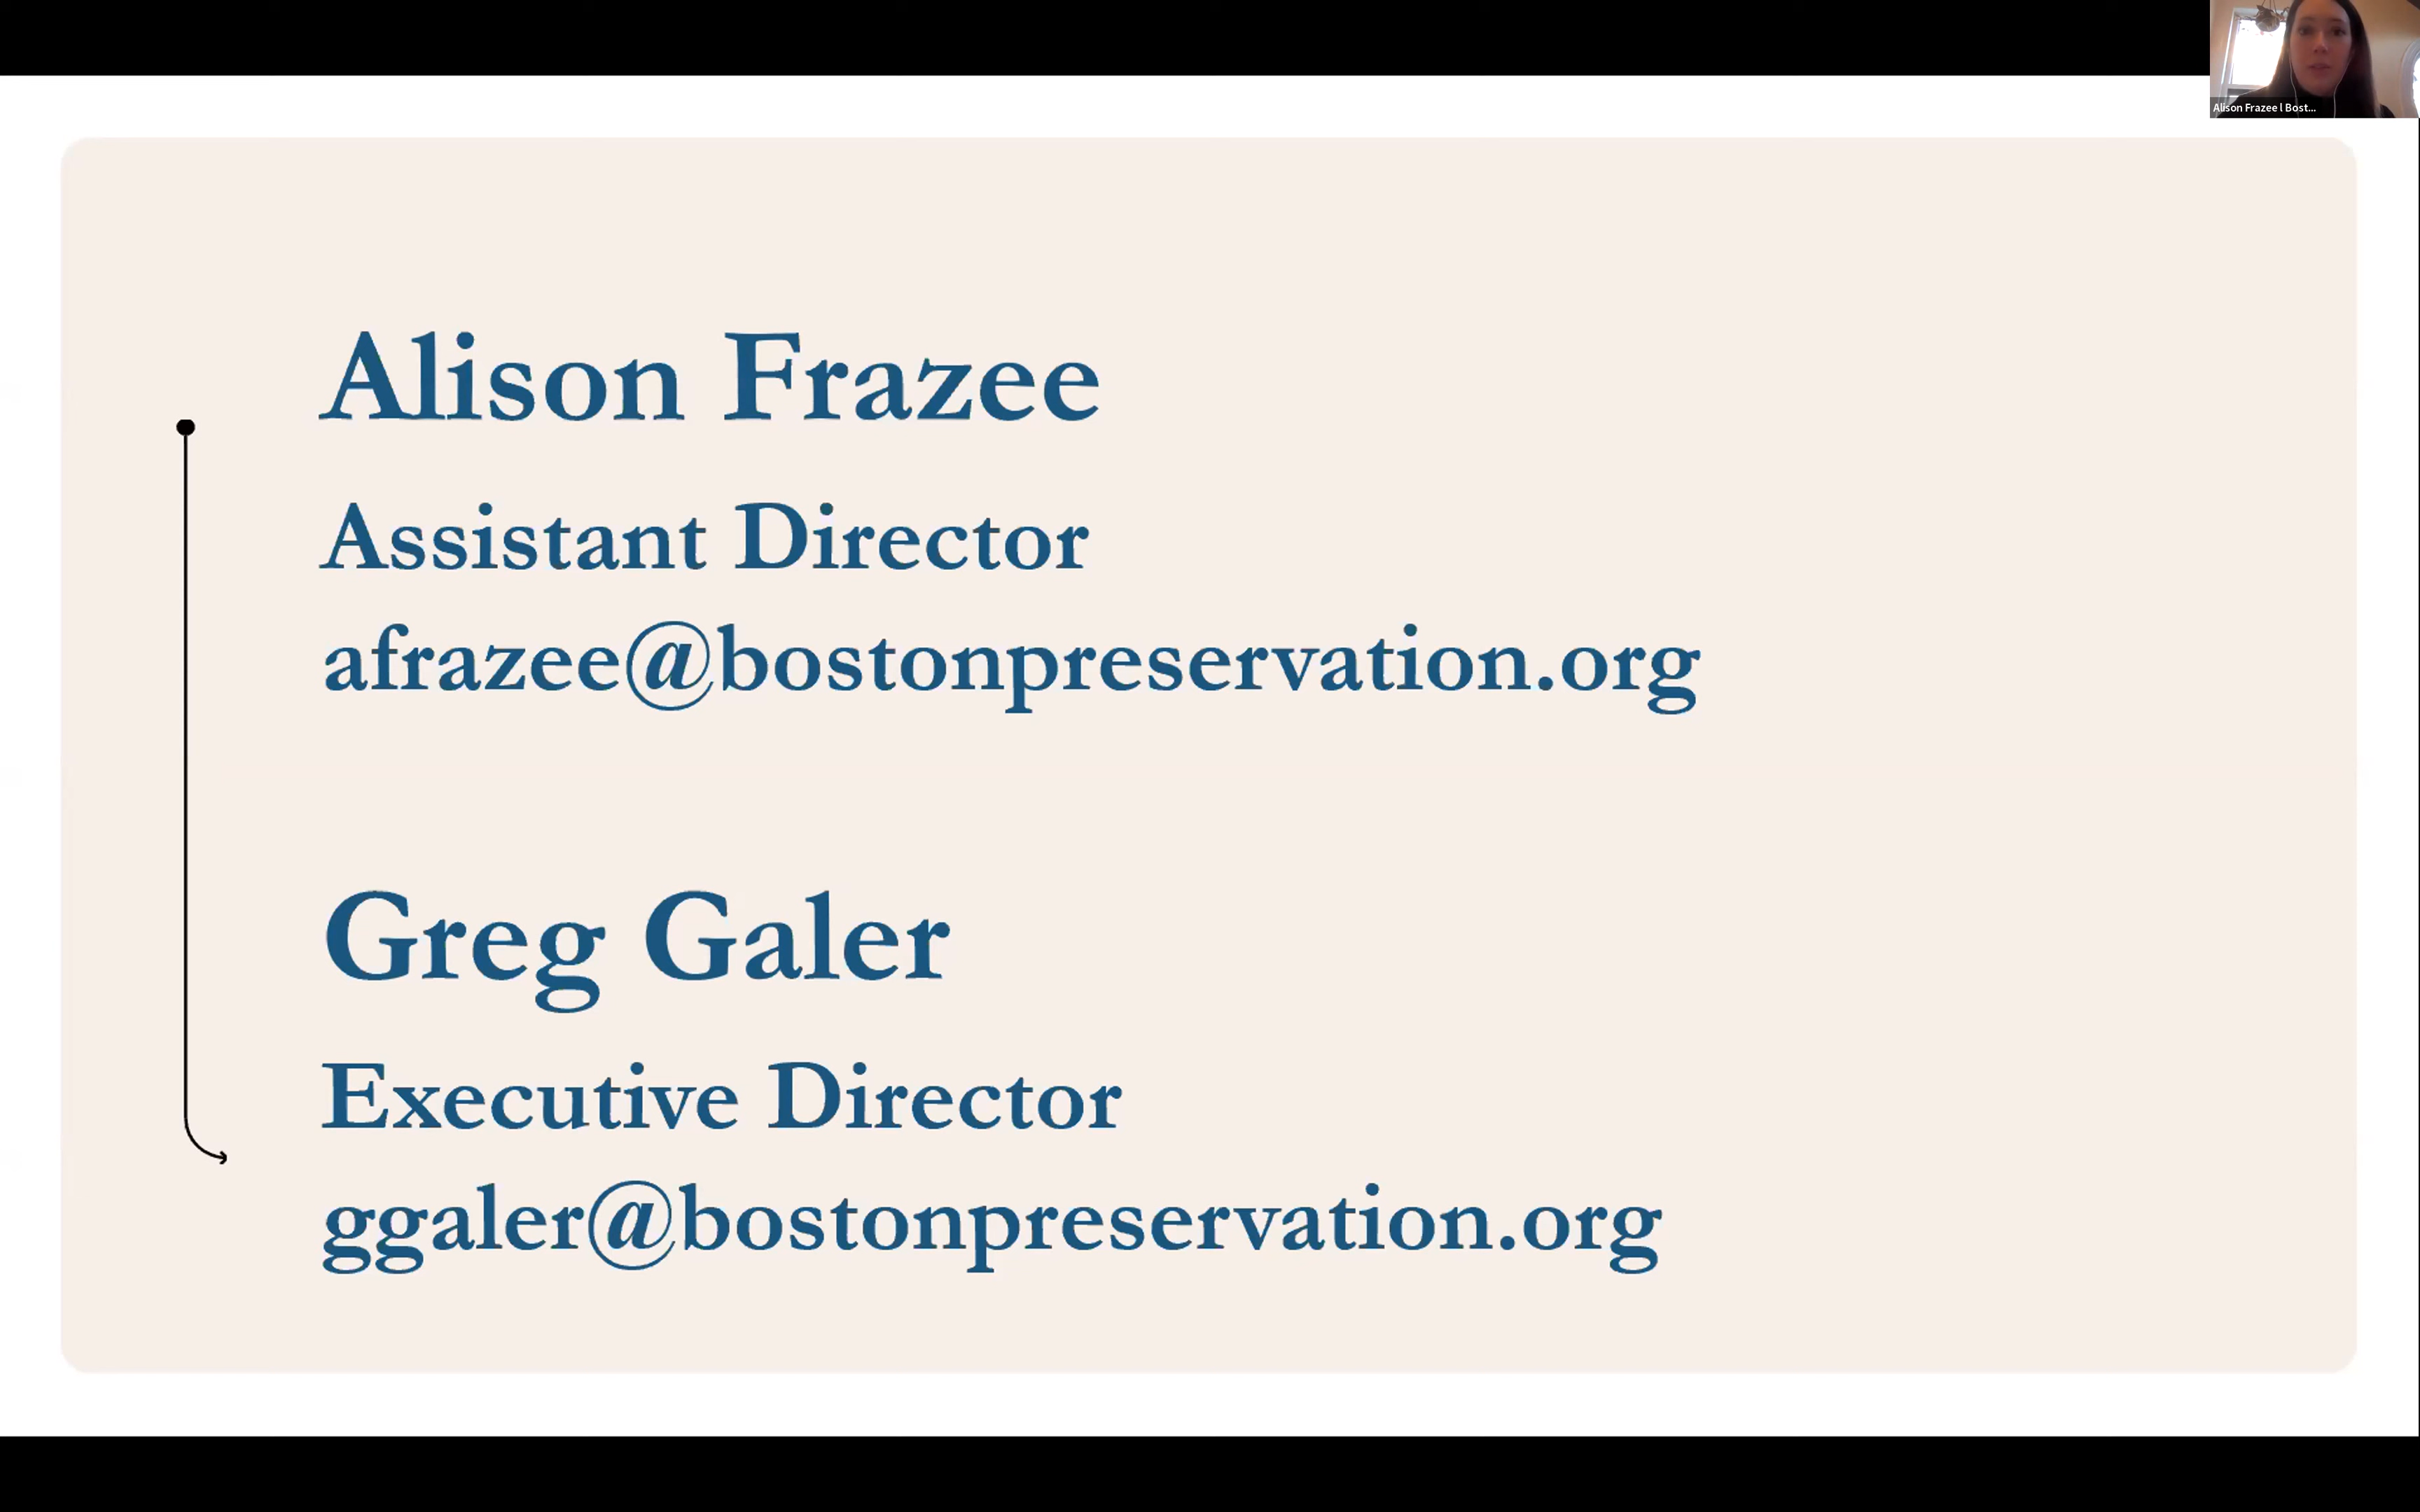 Alison Frazee l Bost...
Alison Frazee
Assistant Director
afrazee@bostonpreservation.org
Greg Galer
Executive Director
ggaler@bostonpreservation.org